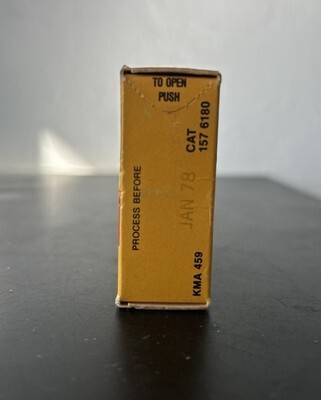 TO OPEN
PUSH
PROCESS BEFORE
JAN 78
CAT
157 6180
KMA 459